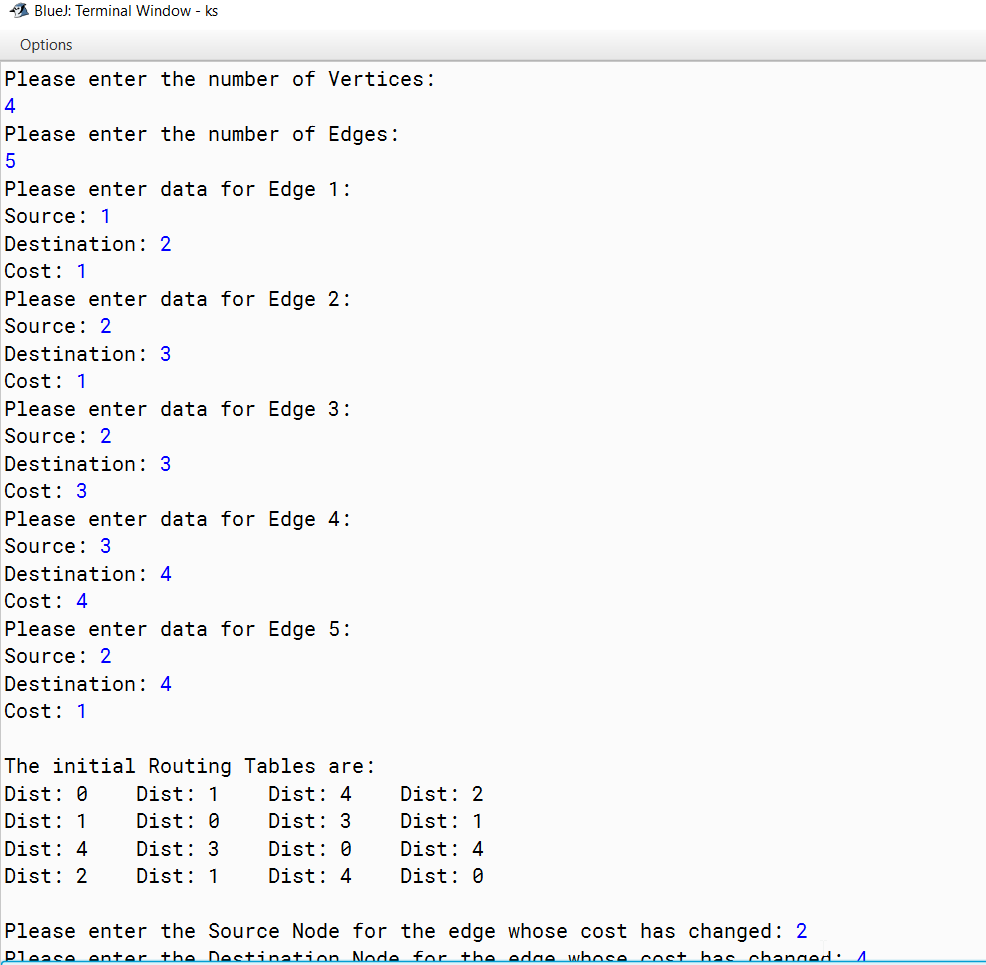 BlueJ: Terminal Window - ks
Options
Please enter the number of Vertices:
4
Please enter the number of Edges:
5
Please enter data for Edge 1:
Source: 1
Destination: 2
Cost: 1
Please enter data for Edge 2:
Source: 2
Destination: 3
Cost: 1
Please enter data for Edge 3:
Source: 2
Destination: 3
Cost: 3
Please enter data for Edge 4:
Source: 3
Destination: 4
Cost: 4
Please enter data for Edge 5:
Source: 2
Destination: 4
Cost: 1
The initial Routing Tables are:
Dist: 0    Dist: 1    Dist: 4    Dist: 2
Dist: 1    Dist: 0    Dist: 3    Dist: 1
Dist: 4    Dist: 3    Dist: 0    Dist: 4
Dist: 2    Dist: 1    Dist: 4    Dist: 0
Please enter the Source Node for the edge whose cost has changed: 2
Please enter the Destination Node for the edge whose cost has changed: 4